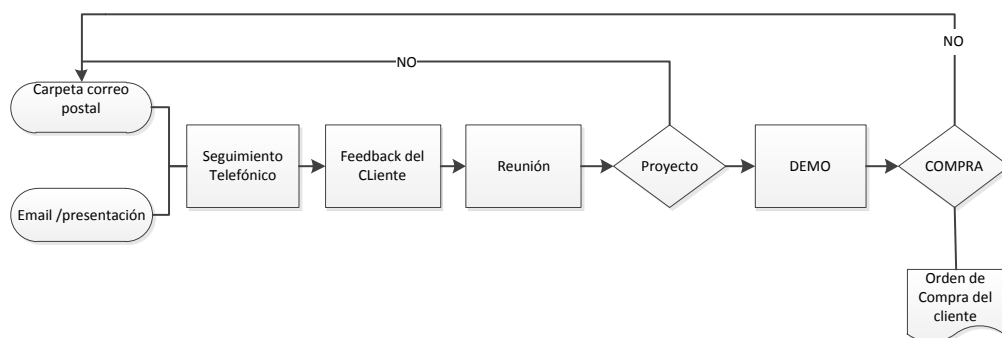 NO
NO
Carpeta correo
postal
Seguimiento
Telefónico
Feedback del
CLiente
Reunión
Proyecto
DEMO
COMPRA
Email /presentación
Orden de
Compra del
cliente